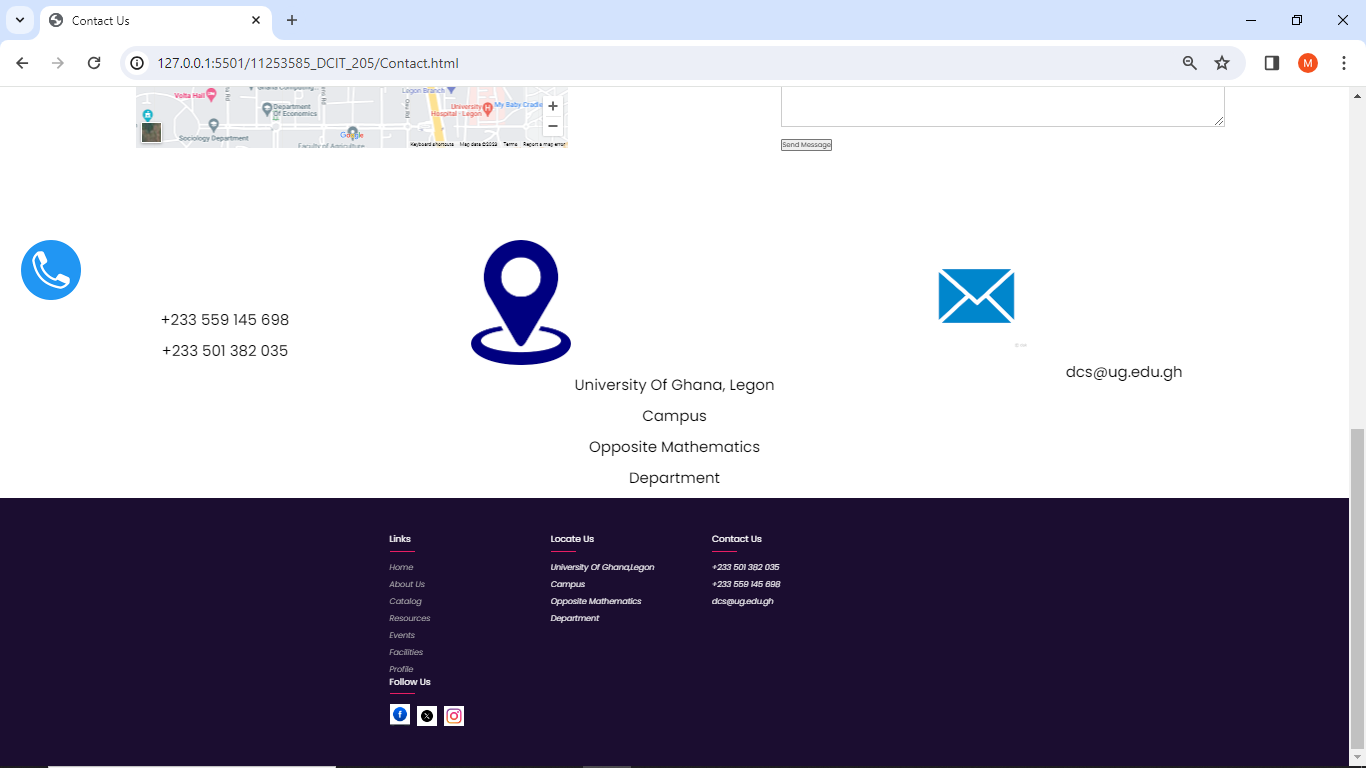 Contact Us
127.0.0.1:5501/11253585_DCIT_205/Contact.html
M
Volta Hall
Legon Branch
Department
Of Economics
University
Hospital - Legon
My Baby Cradle
Sociology Department
Google
Faculty of Agriculture
Keyboard shortcuts Map data ©2023 Terms Report a map error
Send Message
+233 559 145 698
+233 501 382 035
University Of Ghana, Legon
Campus
Opposite Mathematics
Department
dcs@ug.edu.gh
Links
Home
About Us
Catalog
Resources
Events
Facilities
Profile
Follow Us
Locate Us
University Of Ghana,Legon
Campus
Opposite Mathematics
Department
Contact Us
+233 501 382 035
+233 559 145 698
dcs@ug.edu.gh